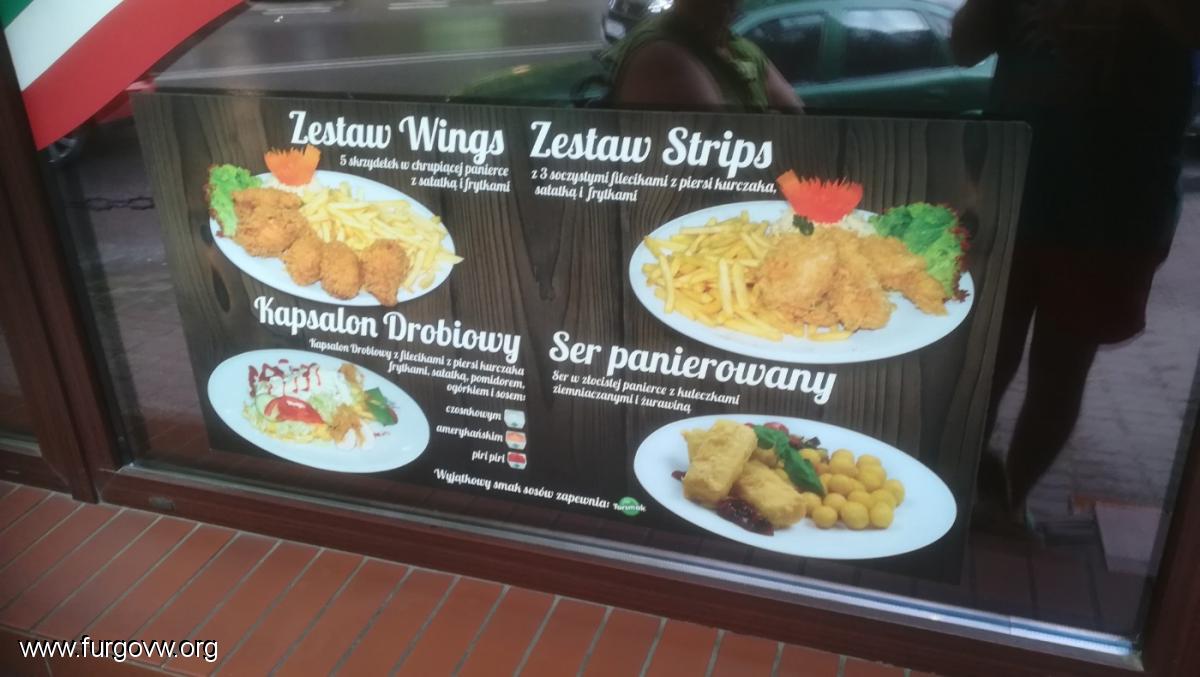 Zestaw Wings
5 skrzydełek w chrupiącej panierce
z sałatką i frytkami
Zestaw Strips
z 3 soczystymi filecikami z piersi kurczaka,
sałatką i frytkami
Kapsalon Drobiowy
Kapsalon Drobiowy z filecikami z piersi kurczaka
frytkami, sałatką, pomidorem,
ogórkiem i sosem:
czosnkowym
amerykańskim
piri piri
Ser panierowany
Ser w złocistej panierce z kuleczkami
ziemniaczanymi i żurawiną
Wyjątkowy smak sosów zapewnia:
Tarsmak
www.furgovw.org